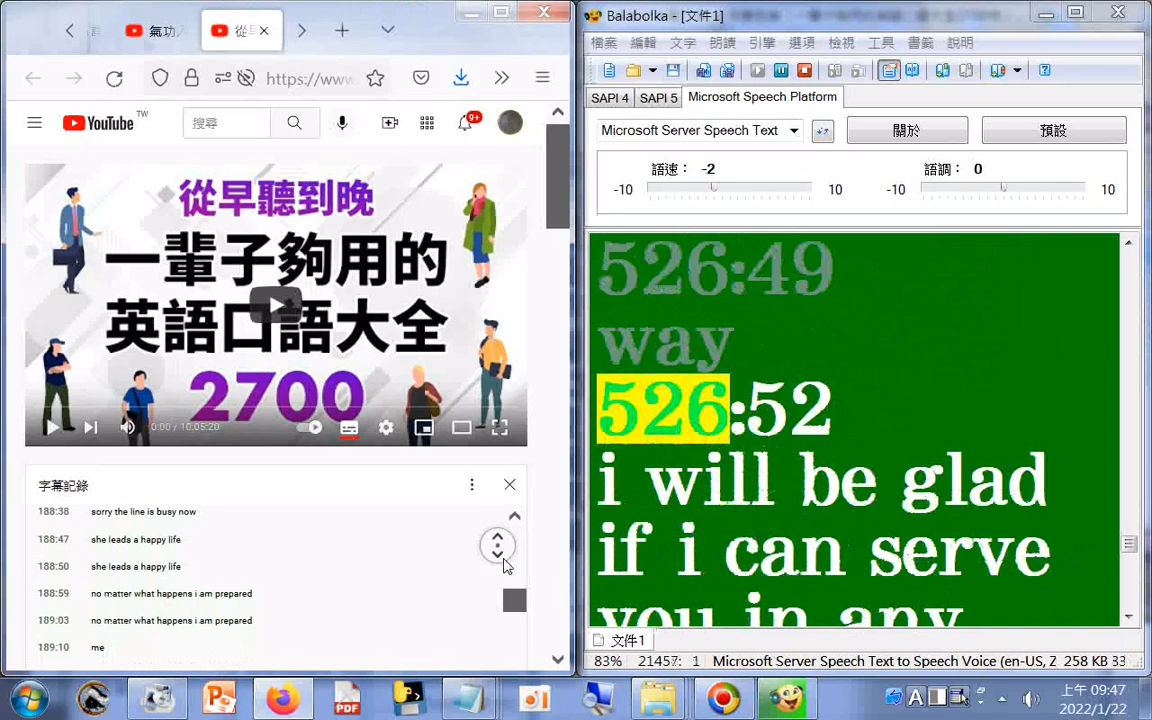 氣功
從
https://www.
YouTube TW
搜尋
9+
從早聽到晚
一輩子夠用的
英語口語大全
2700
0:00 / 10:05:20
字幕記錄
188:38 sorry the line is busy now
188:47 she leads a happy life
188:50 she leads a happy life
188:59 no matter what happens i am prepared
189:03 no matter what happens i am prepared
189:10 me
Balabolka - [文件1]
檔案 編輯 文字 朗讀 引擎 選項 檢視 工具 書籤 說明
SAPI 4 SAPI 5 Microsoft Speech Platform
Microsoft Server Speech Text 關於 預設
語速： -2 語調： 0
-10 10 -10 10
526:49
way
526:52
i will be glad
if i can serve
you in any
文件1
83% 21457: 1 Microsoft Server Speech Text to Speech Voice (en-US, Z 258 KB 33
PDF
A
上午 09:47
2022/1/22